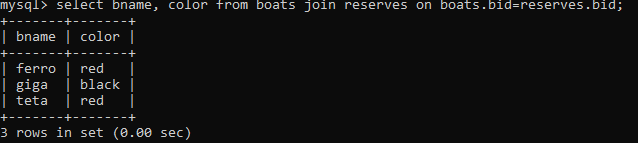 mysql> select bname, color from boats join reserves on boats.bid=reserves.bid;
+-------+-------+
| bname | color |
+-------+-------+
| ferro | red   |
| giga  | black |
| teta  | red   |
+-------+-------+
3 rows in set (0.00 sec)